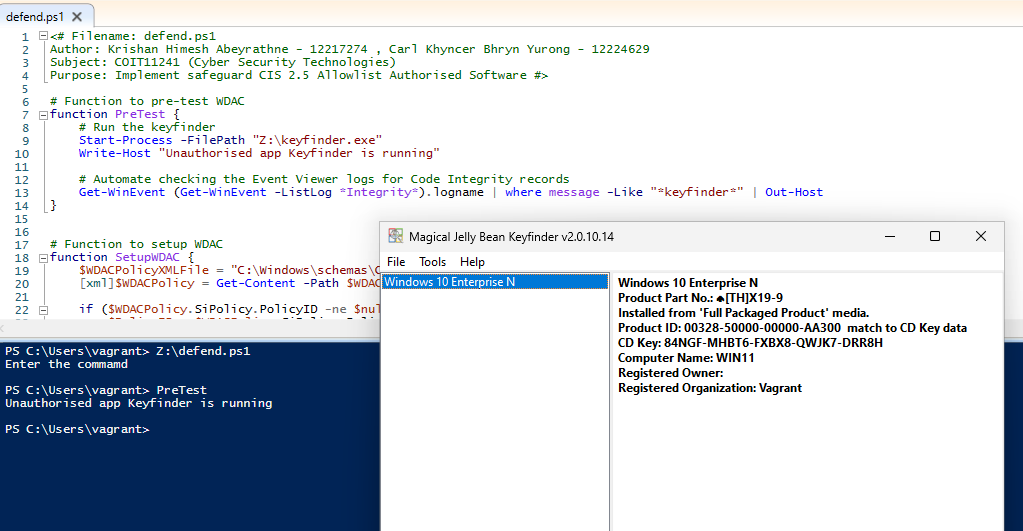 defend.ps1
1 <# Filename: defend.ps1
2 Author: Krishan Himesh Abeyrathne - 12217274 , Carl Khyncer Bhryn Yurong - 12224629
3 Subject: COIT11241 (Cyber Security Technologies)
4 Purpose: Implement safeguard CIS 2.5 Allowlist Authorised Software #>
5
6 # Function to pre-test WDAC
7 function PreTest {
8 # Run the keyfinder
9 Start-Process -FilePath "Z:\keyfinder.exe"
10 Write-Host "Unauthorised app Keyfinder is running"
11
12 # Automate checking the Event Viewer logs for Code Integrity records
13 Get-WinEvent (Get-WinEvent -ListLog *Integrity*).logname | where message -Like "*keyfinder*" | Out-Host
14 }
15
16
17 # Function to setup WDAC
18 function SetupWDAC {
19 $WDACPolicyXMLFile = "C:\Windows\schemas\C
20 [xml]$WDACPolicy = Get-Content -Path $WDAC
21
22 if ($WDACPolicy.SiPolicy.PolicyID -ne $nul
PS C:\Users\vagrant> Z:\defend.ps1
Enter the commamd
PS C:\Users\vagrant> PreTest
Unauthorised app Keyfinder is running
PS C:\Users\vagrant>
Magical Jelly Bean Keyfinder v2.0.10.14
File Tools Help
Windows 10 Enterprise N
Windows 10 Enterprise N
Product Part No.: ♠[TH]X19-9
Installed from 'Full Packaged Product' media.
Product ID: 00328-50000-00000-AA300 match to CD Key data
CD Key: 84NGF-MHBT6-FXBX8-QWJK7-DRR8H
Computer Name: WIN11
Registered Owner:
Registered Organization: Vagrant